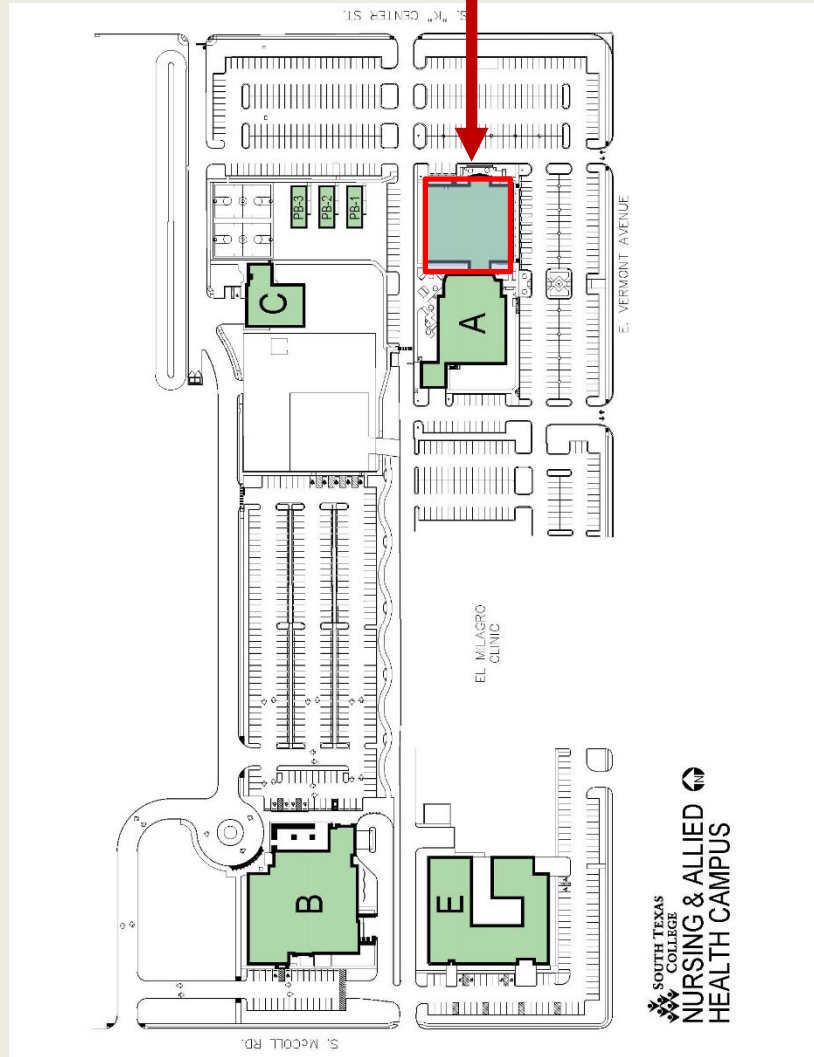 S. "K" CENTER ST.
PB-3
PB-2
PB-1
C
A
E. VERMONT AVENUE
EL MILAGRO
CLINIC
B
E
S. McCOLL RD.
SOUTH TEXAS
COLLEGE
NURSING & ALLIED
HEALTH CAMPUS
N